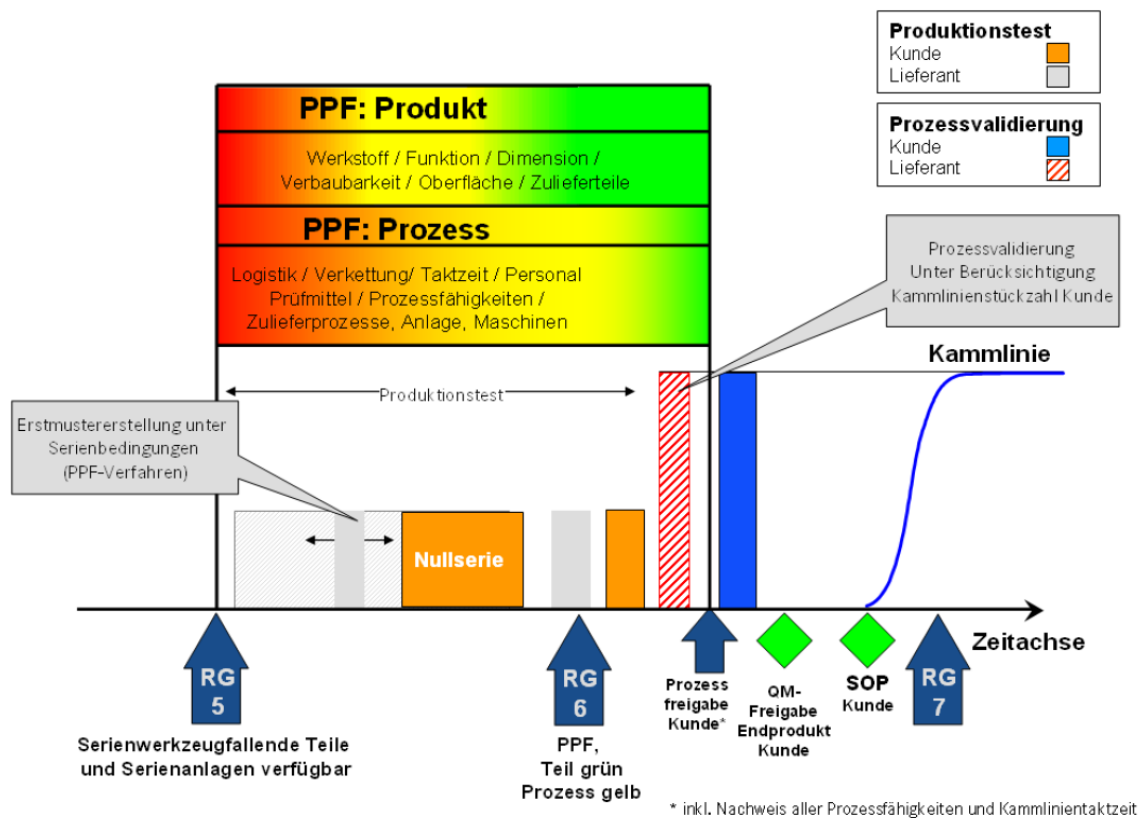 Produktionstest
Kunde
Lieferant
Prozessvalidierung
Kunde
Lieferant
PPF: Produkt
Werkstoff / Funktion / Dimension /
Verbaubarkeit / Oberfläche / Zulieferteile
PPF: Prozess
Logistik / Verkettung/ Taktzeit / Personal
Prüfmittel / Prozessfähigkeiten /
Zulieferprozesse, Anlage, Maschinen
Prozessvalidierung
Unter Berücksichtigung
Kammlinienstückzahl Kunde
Kammlinie
Produktionstest
Erstmustererstellung unter
Serienbedingungen
(PPF-Verfahren)
Nullserie
Zeitachse
RG
5
RG
6
Prozess
freigabe
Kunde*
QM-
Freigabe
Endprodukt
Kunde
SOP
Kunde
RG
7
Serienwerkzeugfallende Teile
und Serienanlagen verfügbar
PPF,
Teil grün
Prozess gelb
* inkl. Nachweis aller Prozessfähigkeiten und Kammlinientaktzeit